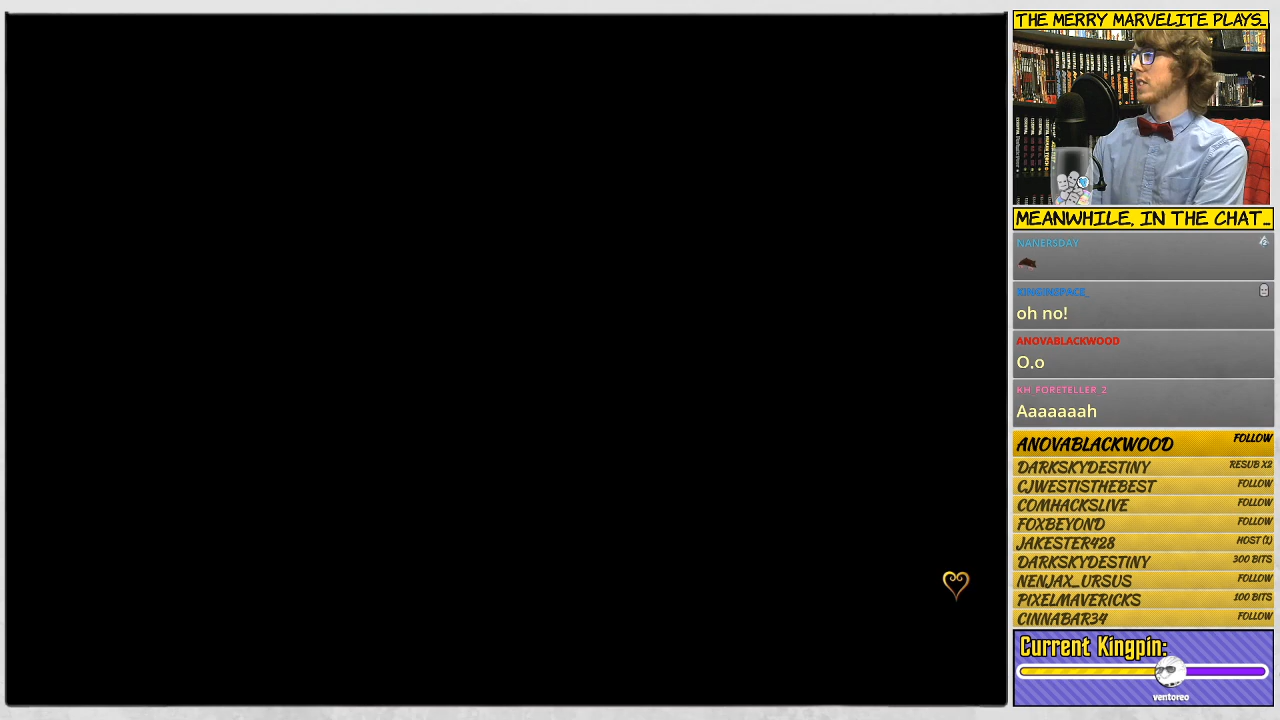 THE MERRY MARVELITE PLAYS...
MEANWHILE, IN THE CHAT...
NANERSDAY
KINGINSPACE_
oh no!
ANOVABLACKWOOD
O.o
KH_FORETELLER_2
Aaaaaaah
ANOVABLACKWOOD FOLLOW
DARKSKYDESTINY RESUB X2
CJWESTISTHEBEST FOLLOW
COMHACKSLIVE FOLLOW
FOXBEYOND FOLLOW
JAKESTER428 HOST (1)
DARKSKYDESTINY 300 BITS
NENJAX_URSUS FOLLOW
PIXELMAVERICKS 100 BITS
CINNABAR34 FOLLOW
Current Kingpin:
ventoreo